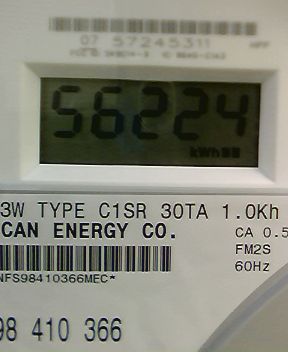 07 57245311
56224
kWh
3W TYPE C1SR 30TA 1.0Kh
CAN ENERGY CO.
CA 0.5
FM2S
60Hz
NFS98410366MEC*
98 410 366